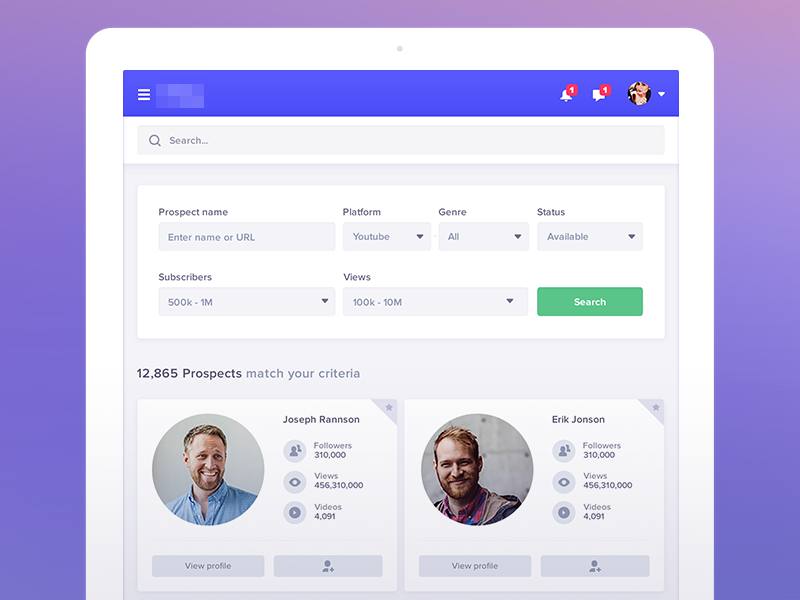 1 1
Search...
Prospect name Platform Genre Status
Enter name or URL Youtube All Available
Subscribers Views
500k - 1M 100k - 10M Search
12,865 Prospects match your criteria
Joseph Rannson
Followers
310,000
Views
456,310,000
Videos
4,091
View profile
Erik Jonson
Followers
310,000
Views
456,310,000
Videos
4,091
View profile